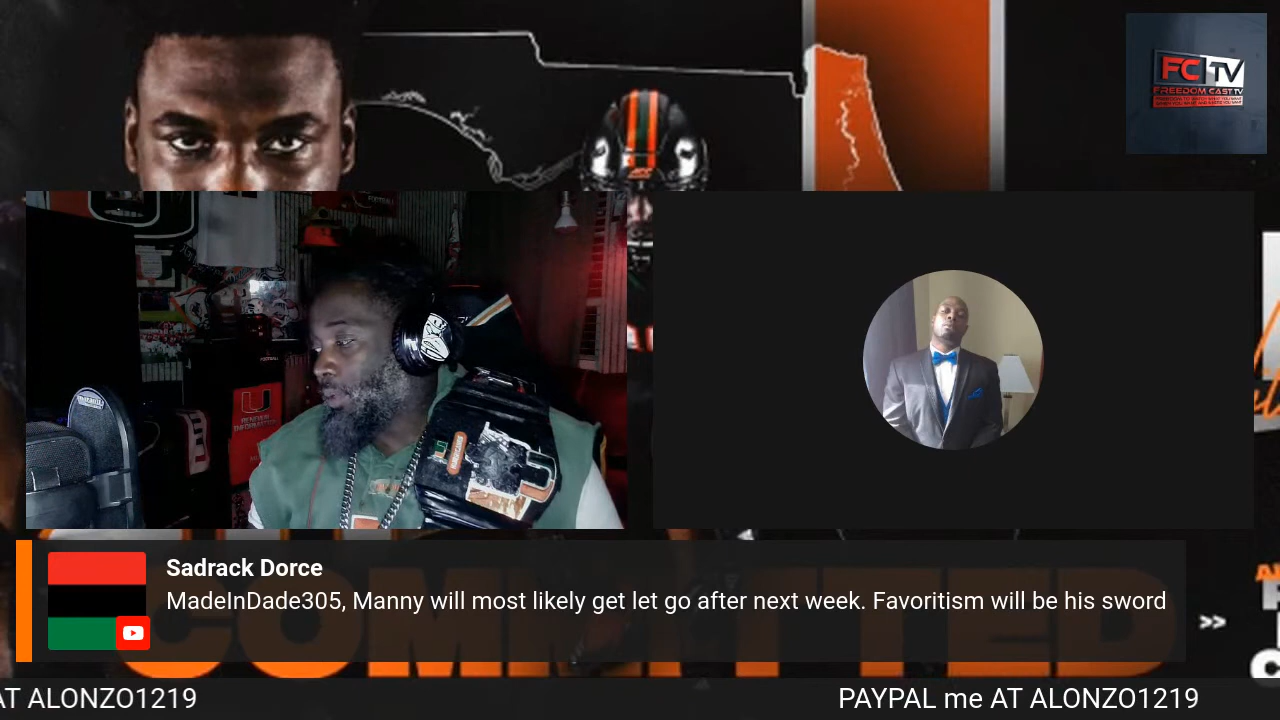 FC TV
FREEDOM CAST TV
FOOTBALL
U
Sadrack Dorce
MadeInDade305, Manny will most likely get let go after next week. Favoritism will be his sword
>>
COMMITTED
AT ALONZO1219
PAYPAL me AT ALONZO1219